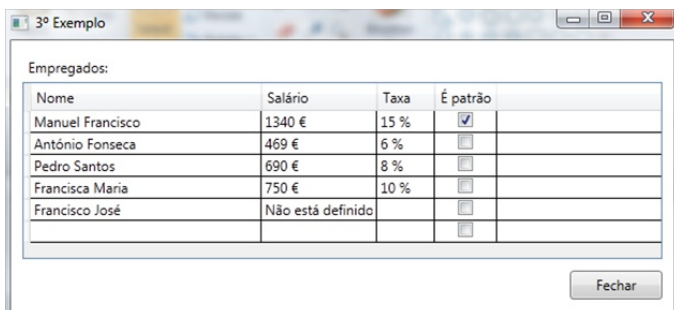 3º Exemplo
Empregados:
Nome Salário Taxa É patrão
Manuel Francisco 1340 € 15 %
António Fonseca 469 € 6 %
Pedro Santos 690 € 8 %
Francisca Maria 750 € 10 %
Francisco José Não está definido
Fechar